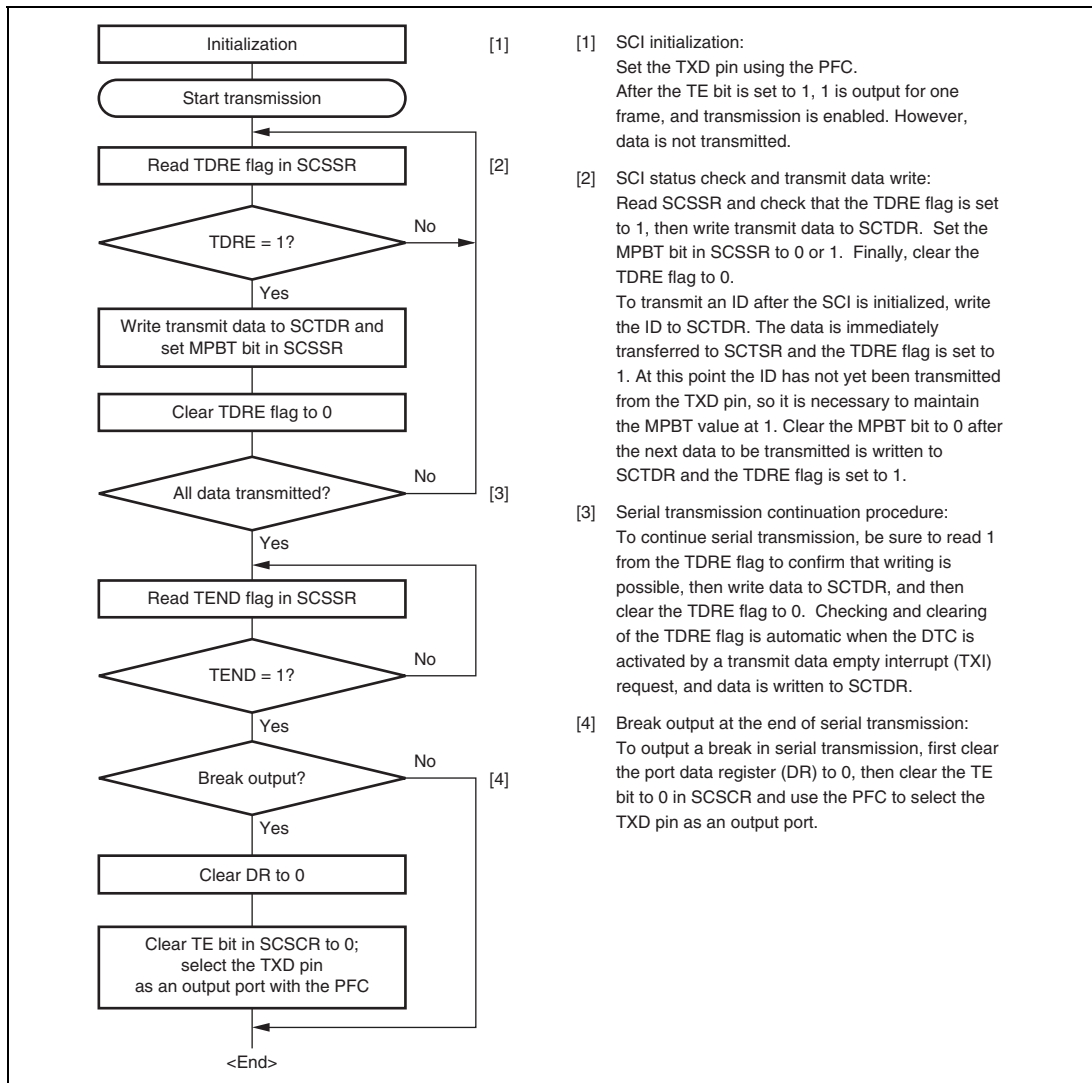 Initialization
[1]
Start transmission
Read TDRE flag in SCSSR
[2]
TDRE = 1?
No
Yes
Write transmit data to SCTDR and
set MPBT bit in SCSSR
Clear TDRE flag to 0
All data transmitted?
No
[3]
Yes
Read TEND flag in SCSSR
TEND = 1?
No
Yes
Break output?
No
[4]
Yes
Clear DR to 0
Clear TE bit in SCSCR to 0;
select the TXD pin
as an output port with the PFC
<End>
[1] SCI initialization:
Set the TXD pin using the PFC.
After the TE bit is set to 1, 1 is output for one
frame, and transmission is enabled. However,
data is not transmitted.
[2] SCI status check and transmit data write:
Read SCSSR and check that the TDRE flag is set
to 1, then write transmit data to SCTDR. Set the
MPBT bit in SCSSR to 0 or 1. Finally, clear the
TDRE flag to 0.
To transmit an ID after the SCI is initialized, write
the ID to SCTDR. The data is immediately
transferred to SCTSR and the TDRE flag is set to
1. At this point the ID has not yet been transmitted
from the TXD pin, so it is necessary to maintain
the MPBT value at 1. Clear the MPBT bit to 0 after
the next data to be transmitted is written to
SCTDR and the TDRE flag is set to 1.
[3] Serial transmission continuation procedure:
To continue serial transmission, be sure to read 1
from the TDRE flag to confirm that writing is
possible, then write data to SCTDR, and then
clear the TDRE flag to 0. Checking and clearing
of the TDRE flag is automatic when the DTC is
activated by a transmit data empty interrupt (TXI)
request, and data is written to SCTDR.
[4] Break output at the end of serial transmission:
To output a break in serial transmission, first clear
the port data register (DR) to 0, then clear the TE
bit to 0 in SCSCR and use the PFC to select the
TXD pin as an output port.